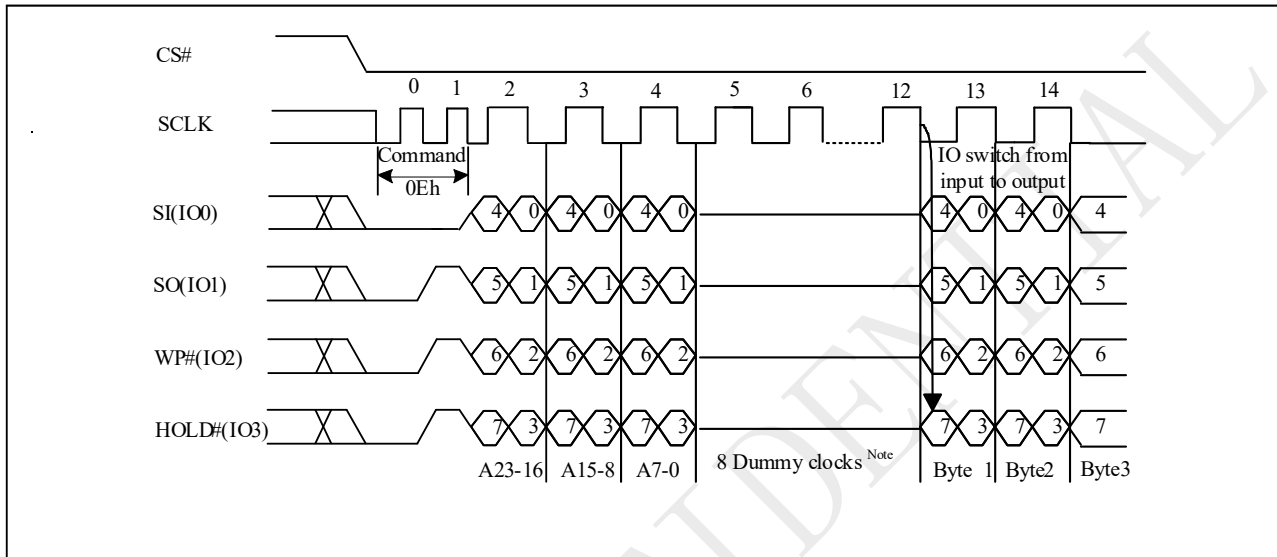 CS#
0 1 2 3 4 5 6 12 13 14
SCLK
Command
0Eh
IO switch from
input to output
SI(IO0) 4 0 4 0 4 0 4 0 4 0 4
SO(IO1) 5 1 5 1 5 1 5 1 5 1 5
WP#(IO2) 6 2 6 2 6 2 6 2 6 2 6
HOLD#(IO3) 7 3 7 3 7 3 7 3 7 3 7
A23-16 A15-8 A7-0 8 Dummy clocks Note Byte 1 Byte2 Byte3